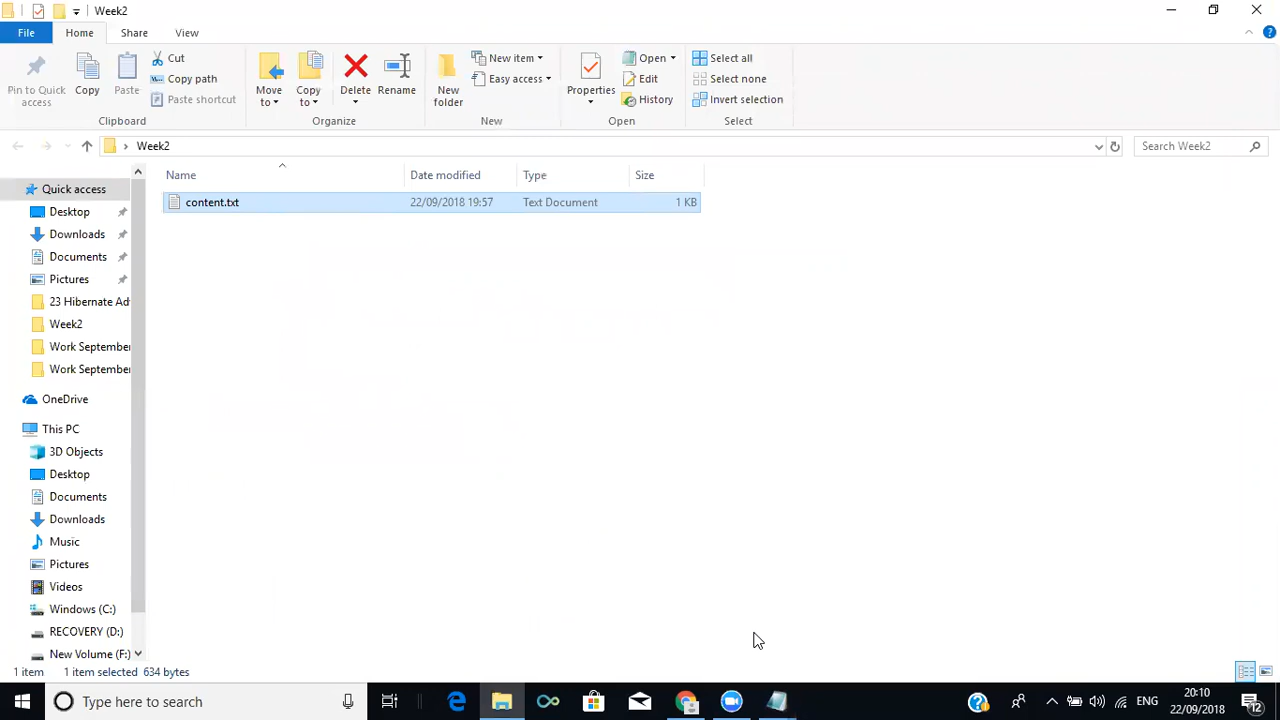 Week2
File Home Share View
Pin to Quick access
Copy
Paste
Cut
Copy path
Paste shortcut
Clipboard
Move to
Copy to
Delete
Rename
Organize
New folder
New item
Easy access
New
Properties
Open
Edit
History
Open
Select all
Select none
Invert selection
Select
Week2
Search Week2
Name Date modified Type Size
content.txt 22/09/2018 19:57 Text Document 1 KB
Quick access
Desktop
Downloads
Documents
Pictures
23 Hibernate Ad
Week2
Work September
Work September
OneDrive
This PC
3D Objects
Desktop
Documents
Downloads
Music
Pictures
Videos
Windows (C:)
RECOVERY (D:)
New Volume (F:)
1 item 1 item selected 634 bytes
Type here to search
ENG
20:10
22/09/2018
12